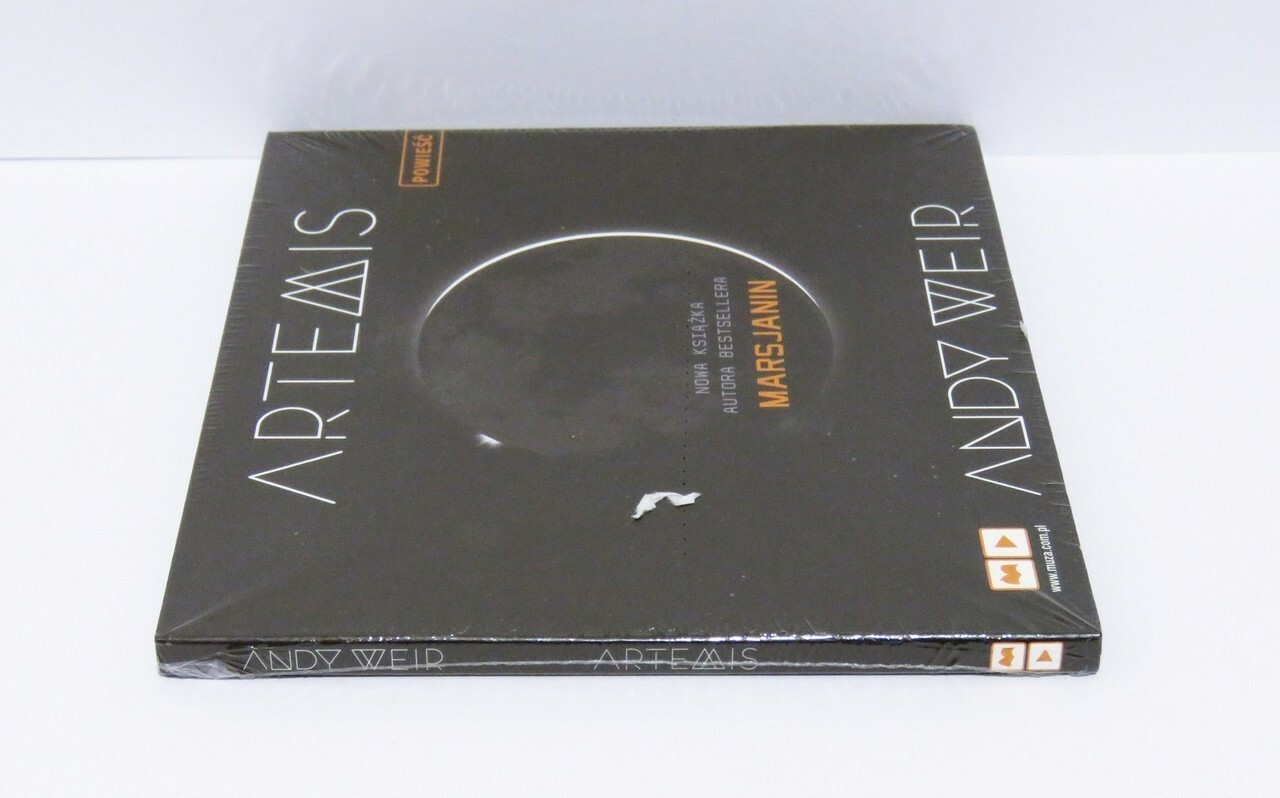 ARTEMIS
POWIEŚĆ
NOWA KSIĄŻKA
AUTORA BESTSELLERA
MARSJANIN
ANDY WEIR
www.muza.com.pl
ANDY WEIR ARTEMIS